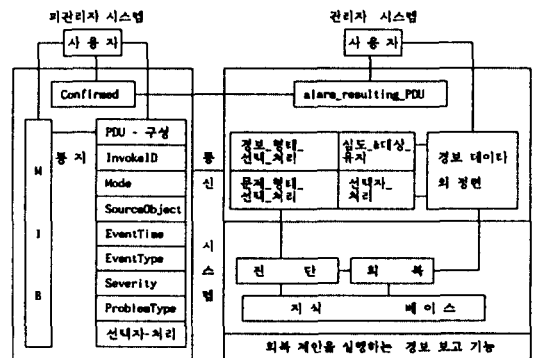 피관리자 시스템
관리자 시스템
사 용 자
사 용 자
Confirmed
alarm_resulting_PDU
M
I
B
통 지
PDU - 구성
InvokeID
Mode
SourceObject
EventTime
EventType
Severity
ProblemType
선택자-처리
통
신
시
스
템
경보_형태_
선택_처리
심도_&대상_
유지
문제_형태_
선택_처리
선택자_
처리
경보 데이타
의 정련
진 단
회 복
지 식 베 이 스
회복 제인을 실행하는 경보 보고 기능